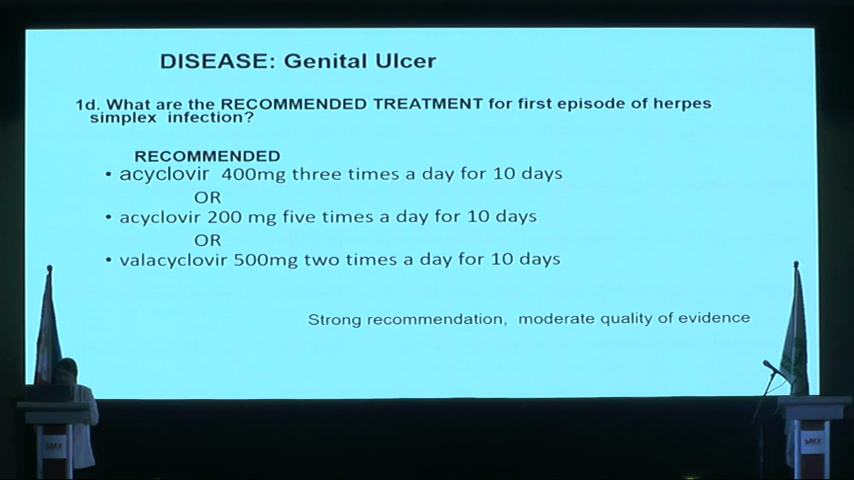 DISEASE: Genital Ulcer
1d. What are the RECOMMENDED TREATMENT for first episode of herpes
simplex infection?
RECOMMENDED
• acyclovir 400mg three times a day for 10 days
OR
• acyclovir 200 mg five times a day for 10 days
OR
• valacyclovir 500mg two times a day for 10 days
Strong recommendation, moderate quality of evidence
SMX
SMX